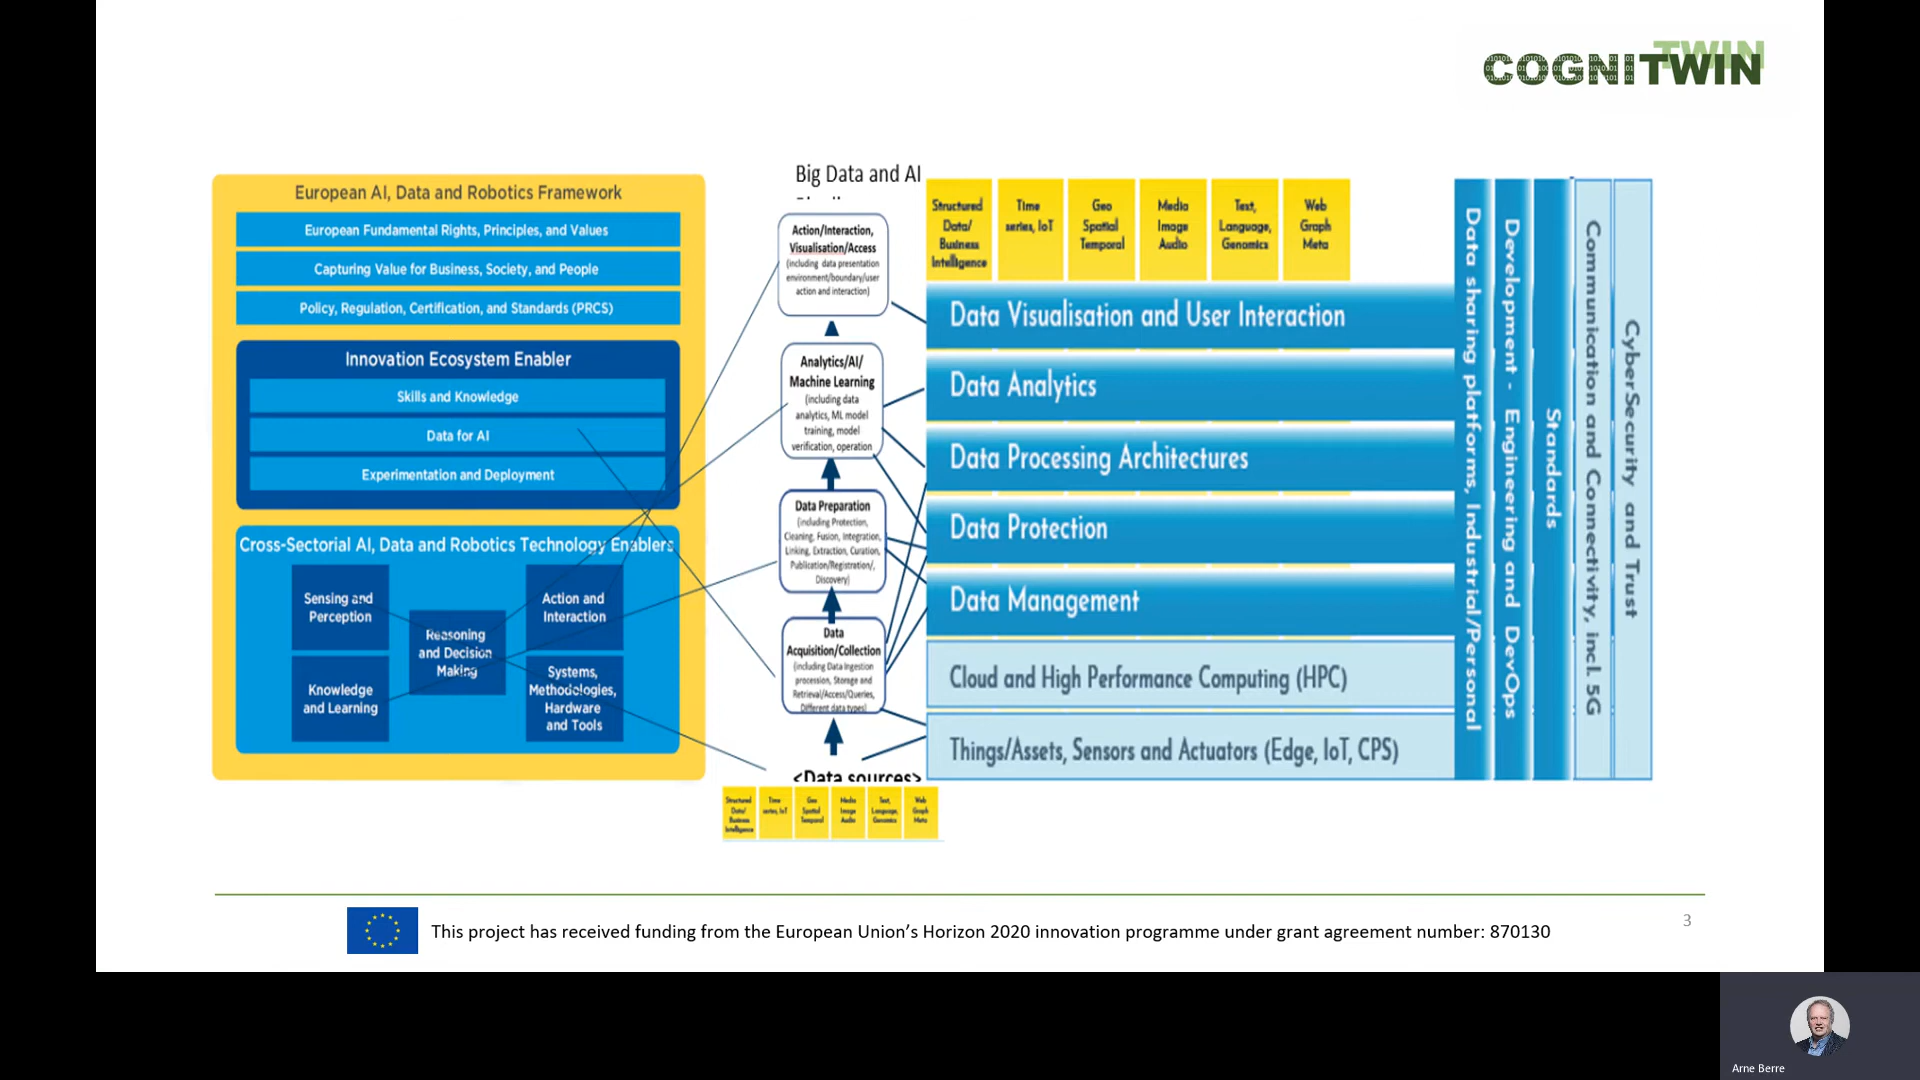 COGNITWIN
TWIN
European AI, Data and Robotics Framework
European Fundamental Rights, Principles, and Values
Capturing Value for Business, Society, and People
Policy, Regulation, Certification, and Standards (PRCS)
Innovation Ecosystem Enabler
Skills and Knowledge
Data for AI
Experimentation and Deployment
Cross-Sectorial AI, Data and Robotics Technology Enablers
Sensing and
Perception
Knowledge
and Learning
Reasoning
and Decision
Making
Action and
Interaction
Systems,
Methodologies,
Hardware
and Tools
Big Data and AI
Action/Interaction,
Visualisation/Access
(including data presentation
environment/boundary/user
action and interaction)
Analytics/AI/
Machine Learning
(including data
analytics, ML model
training, model
verification, operation
Data Preparation
(including Protection,
Cleaning, Fusion, Integration,
Linking, Extraction, Curation,
Publication/Registration/,
Discovery)
Data
Acquisition/Collection
(including Data Ingestion
procession, Storage and
Retrieval/Access/Queries,
Different data types)
<Data sources>
Structured
Data/
Business
Intelligence
Time
series, IoT
Geo
Spatial
Temporal
Media
Image
Audio
Text,
Language,
Genomics
Web
Graph
Meta
Structured
Data/
Business
Intelligence
Time
series, IoT
Geo
Spatial
Temporal
Media
Image
Audio
Text,
Language,
Genomics
Web
Graph
Meta
Data Visualisation and User Interaction
Data Analytics
Data Processing Architectures
Data Protection
Data Management
Cloud and High Performance Computing (HPC)
Things/Assets, Sensors and Actuators (Edge, IoT, CPS)
Data sharing platforms, Industrial/Personal
Development - Engineering and DevOps
Standards
Communication and Connectivity, incl. 5G
CyberSecurity and Trust
This project has received funding from the European Union’s Horizon 2020 innovation programme under grant agreement number: 870130
3
Arne Berre